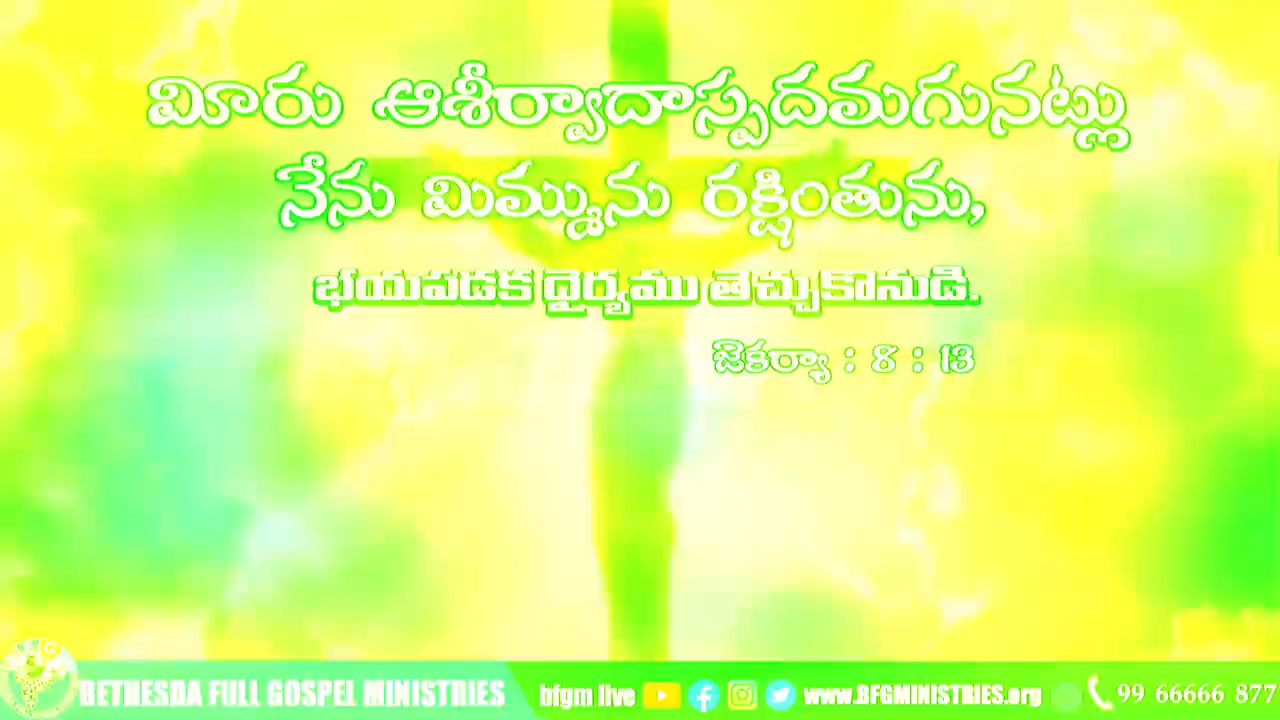 మీరు ఆశీర్వాదాస్పదమగునట్లు
నేను మిమ్మును రక్షింతును,
భయపడక ధైర్యము తెచ్చుకొనుడి.
జెకర్యా : 8 : 13
BETHESDA FULL GOSPEL MINISTRIES bfgm live www.BFGMINISTRIES.org 99 66666 877